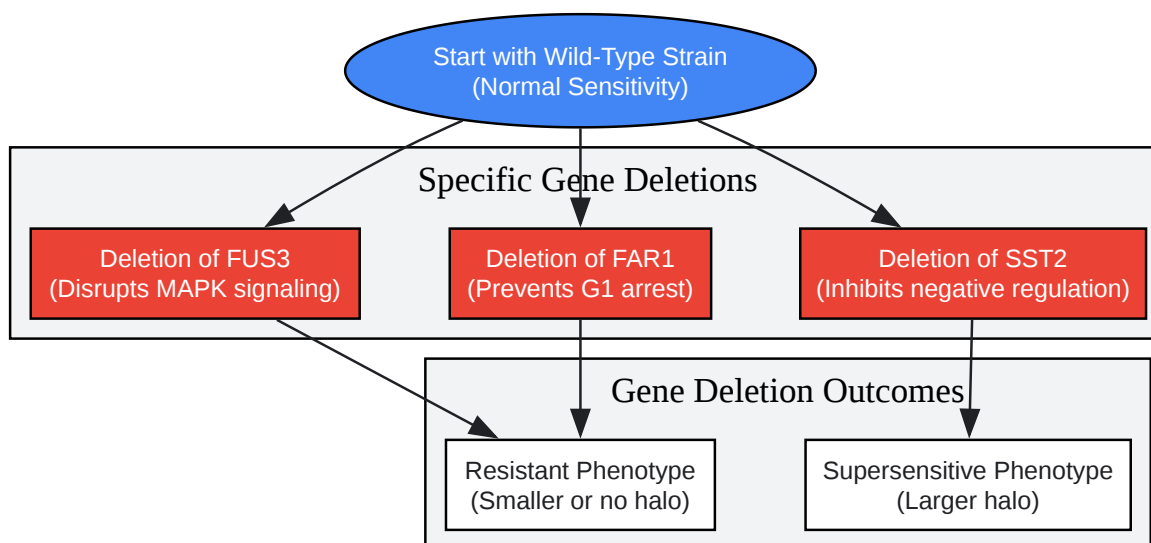 Start with Wild-Type Strain
(Normal Sensitivity)
Specific Gene Deletions
Deletion of FUS3
(Disrupts MAPK signaling)
Deletion of FAR1
(Prevents G1 arrest)
Deletion of SST2
(Inhibits negative regulation)
Gene Deletion Outcomes
Resistant Phenotype
(Smaller or no halo)
Supersensitive Phenotype
(Larger halo)